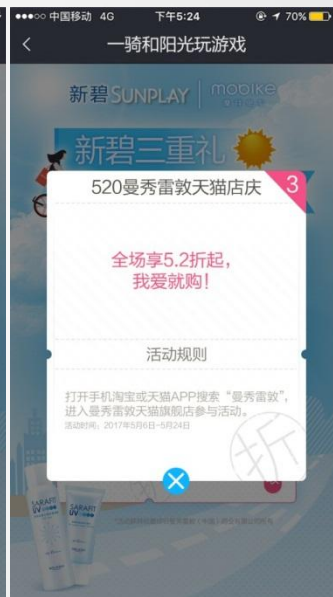 中国移动 4G 下午5:24 70%
一骑和阳光玩游戏
新碧SUNPLAY mobike
新碧三重礼
520曼秀雷敦天猫店庆
3
全场享5.2折起，
我爱就购！
活动规则
打开手机淘宝或天猫APP搜索“曼秀雷敦”，
进入曼秀雷敦天猫旗舰店参与活动。
活动时间：2017年5月6日~5月24日
折
SARAFIT
UV
SARAFIT
UV